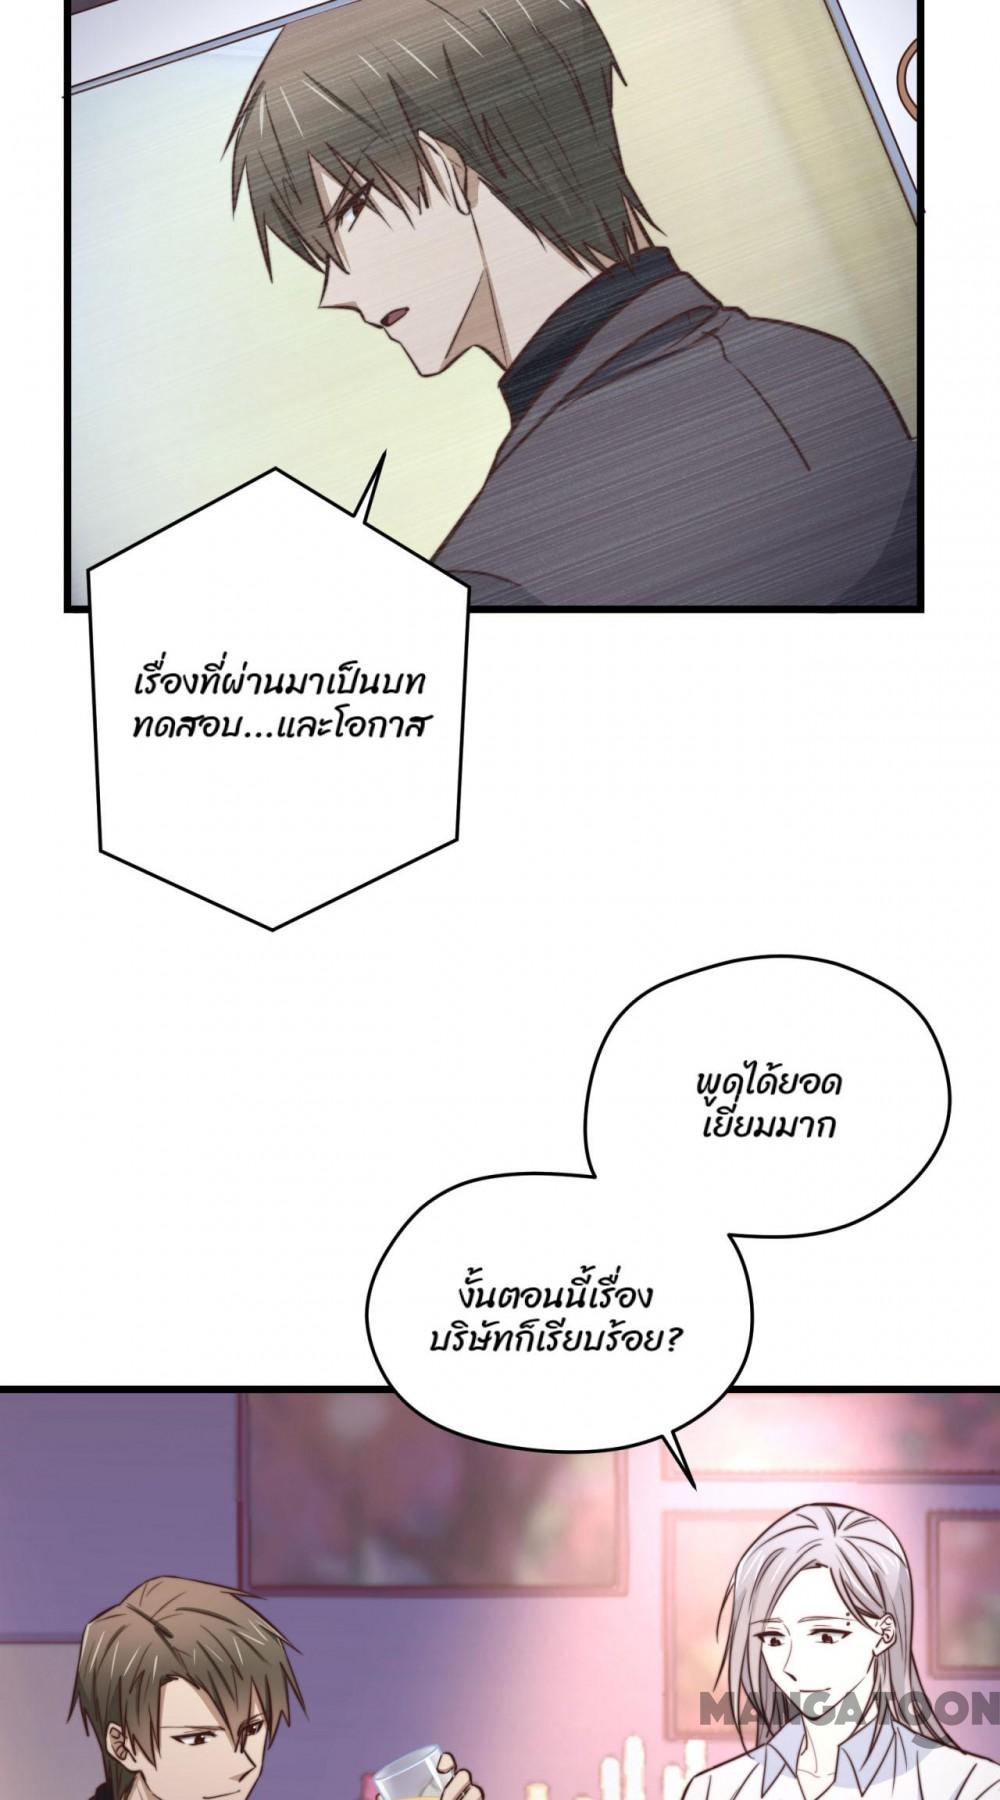 เรื่องที่ผ่านมาเป็นบท
ทดสอบ...และโอกาส
พูดได้ยอด
เยี่ยมมาก
งั้นตอนนี้เรื่อง
บริษัทก็เรียบร้อย?
MANGATOON